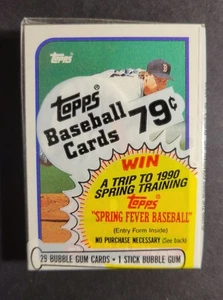 Topps
Topps
Baseball
Cards
79¢
WIN
A TRIP TO 1990
SPRING TRAINING
Topps
"SPRING FEVER BASEBALL"
(Entry Form Inside)
NO PURCHASE NECESSARY (See back)
29 BUBBLE GUM CARDS • 1 STICK BUBBLE GUM